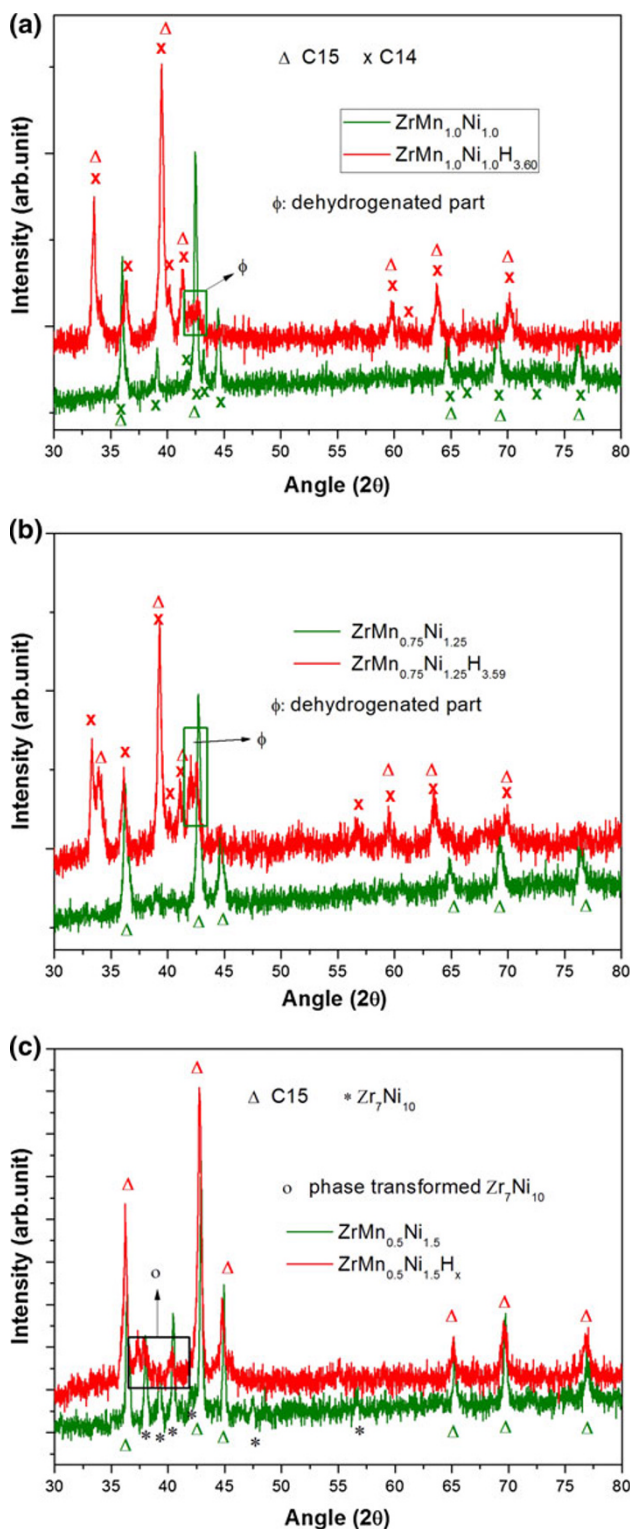 (a)
Δ C15 x C14
ZrMn1.0Ni1.0
ZrMn1.0Ni1.0H3.60
ϕ: dehydrogenated part
ϕ
Intensity (arb.unit)
30 35 40 45 50 55 60 65 70 75 80
Angle (2θ)
(b)
ZrMn0.75Ni1.25
ZrMn0.75Ni1.25H3.59
ϕ: dehydrogenated part
ϕ
Intensity (arb.unit)
30 35 40 45 50 55 60 65 70 75 80
Angle (2θ)
(c)
Δ C15 * Zr7Ni10
o phase transformed Zr7Ni10
o
ZrMn0.5Ni1.5
ZrMn0.5Ni1.5Hx
Intensity (arb.unit)
30 35 40 45 50 55 60 65 70 75 80
Angle (2θ)